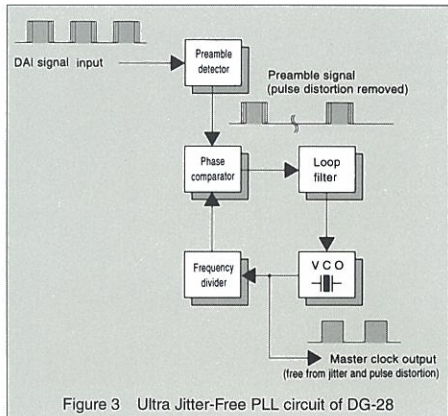 Preamble
detector
DAI signal input
Preamble signal
(pulse distortion removed)
Phase
comparator
Loop
filter
Frequency
divider
VCO
Master clock output
(free from jitter and pulse distortion)
Figure 3 Ultra Jitter-Free PLL circuit of DG-28